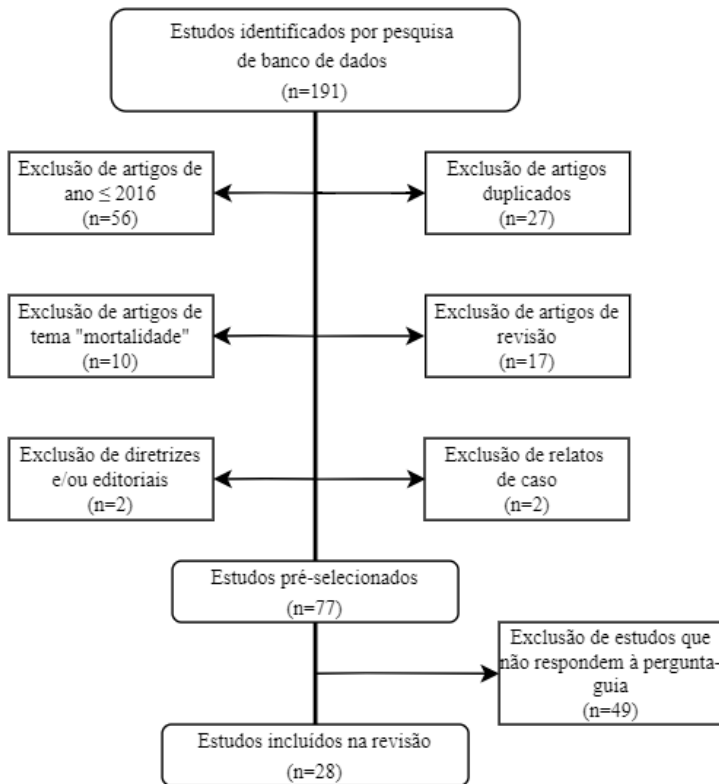 Estudos identificados por pesquisa
de banco de dados
(n=191)
Exclusão de artigos de
ano ≤ 2016
(n=56)
Exclusão de artigos
duplicados
(n=27)
Exclusão de artigos de
tema "mortalidade"
(n=10)
Exclusão de artigos de
revisão
(n=17)
Exclusão de diretrizes
e/ou editoriais
(n=2)
Exclusão de relatos
de caso
(n=2)
Estudos pré-selecionados
(n=77)
Exclusão de estudos que
não respondem à pergunta-
guia
(n=49)
Estudos incluídos na revisão
(n=28)